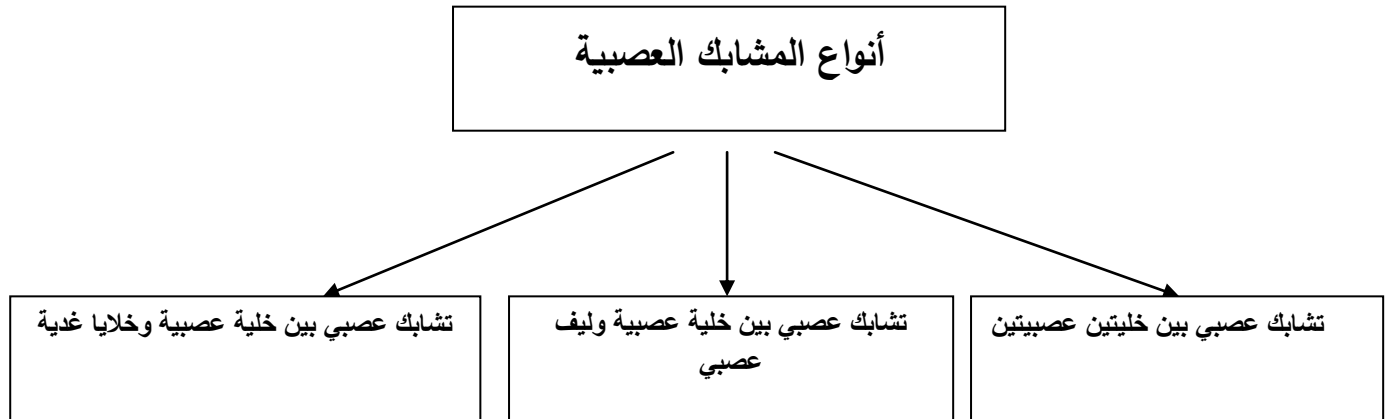 أنواع المشابك العصبية
تشابك عصبي بين خليتين عصبيتين
تشابك عصبي بين خلية عصبية وليف
عصبي
تشابك عصبي بين خلية عصبية وخلايا غدية